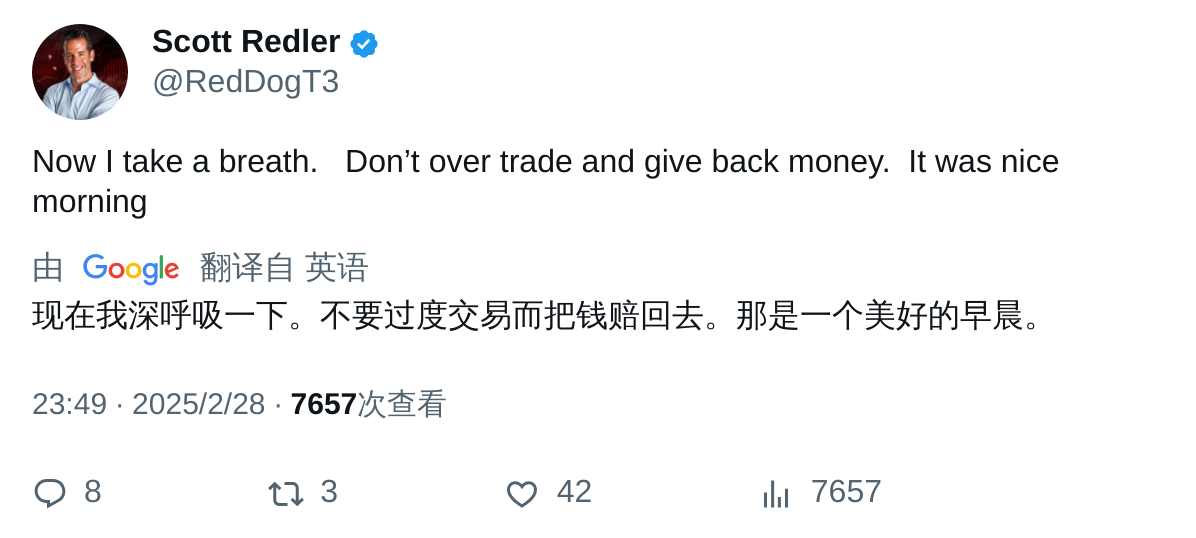 Scott Redler
@RedDogT3
Now I take a breath.   Don’t over trade and give back money.  It was nice
morning
由 Google 翻译自 英语
现在我深呼吸一下。不要过度交易而把钱赔回去。那是一个美好的早晨。
23:49 · 2025/2/28 · 7657次查看
8 3 42 7657